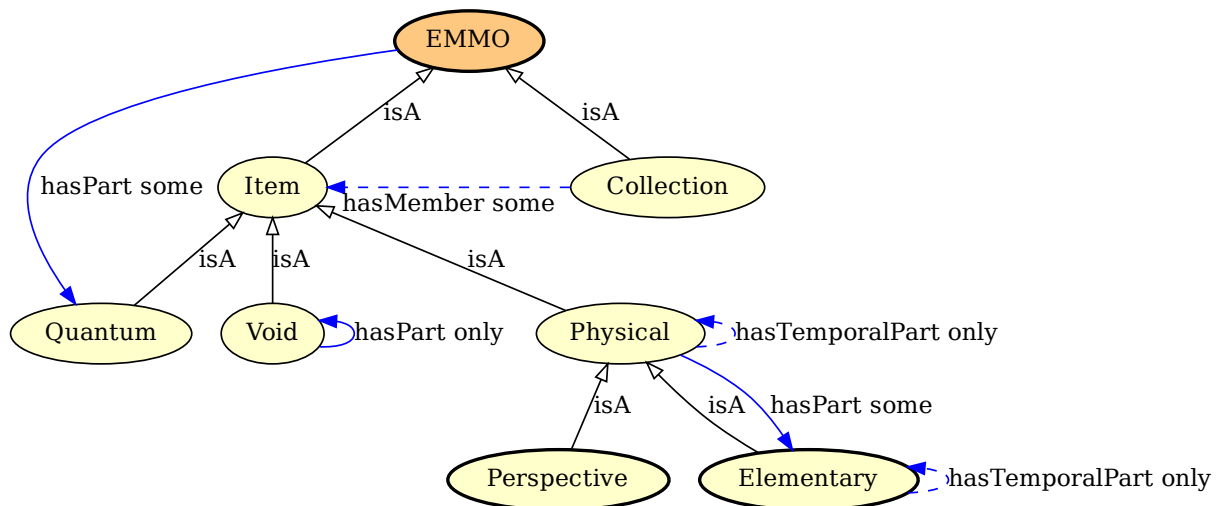 EMMO
isA
isA
hasPart some
Item
Collection
hasMember some
isA
isA
isA
Quantum
Void
hasPart only
Physical
hasTemporalPart only
isA
isA
hasPart some
Perspective
Elementary
hasTemporalPart only